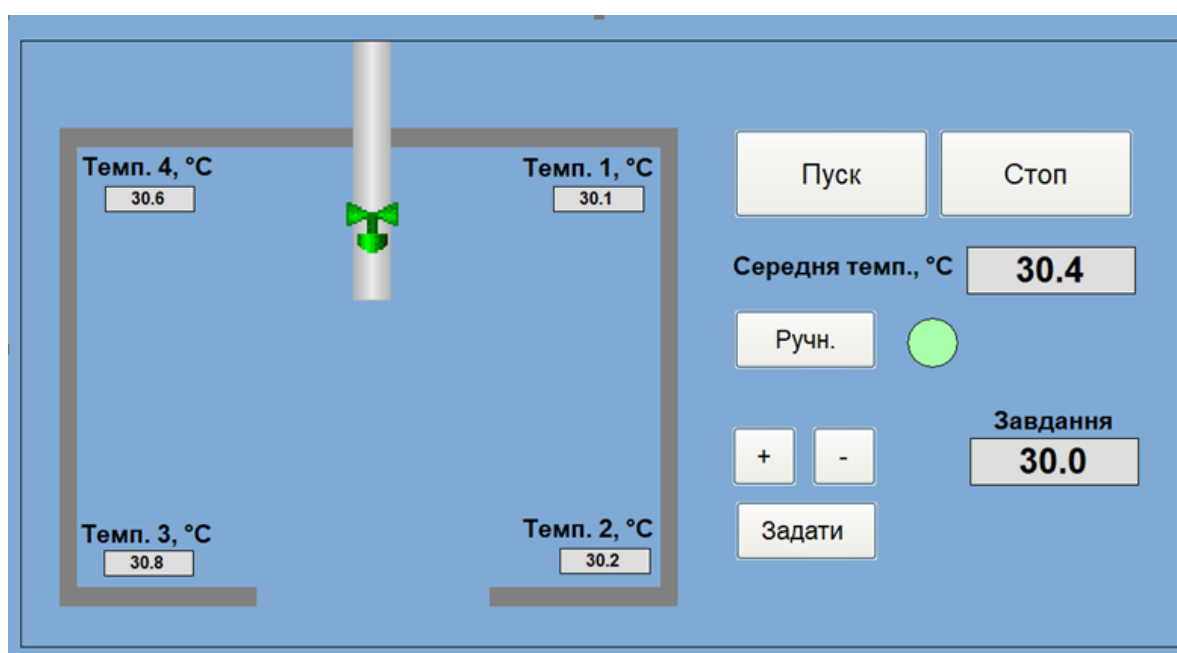 Темп. 4, °C
30.6
Темп. 1, °C
30.1
Темп. 3, °C
30.8
Темп. 2, °C
30.2
Пуск
Стоп
Середня темп., °C
30.4
Ручн.
Завдання
30.0
+
-
Задати